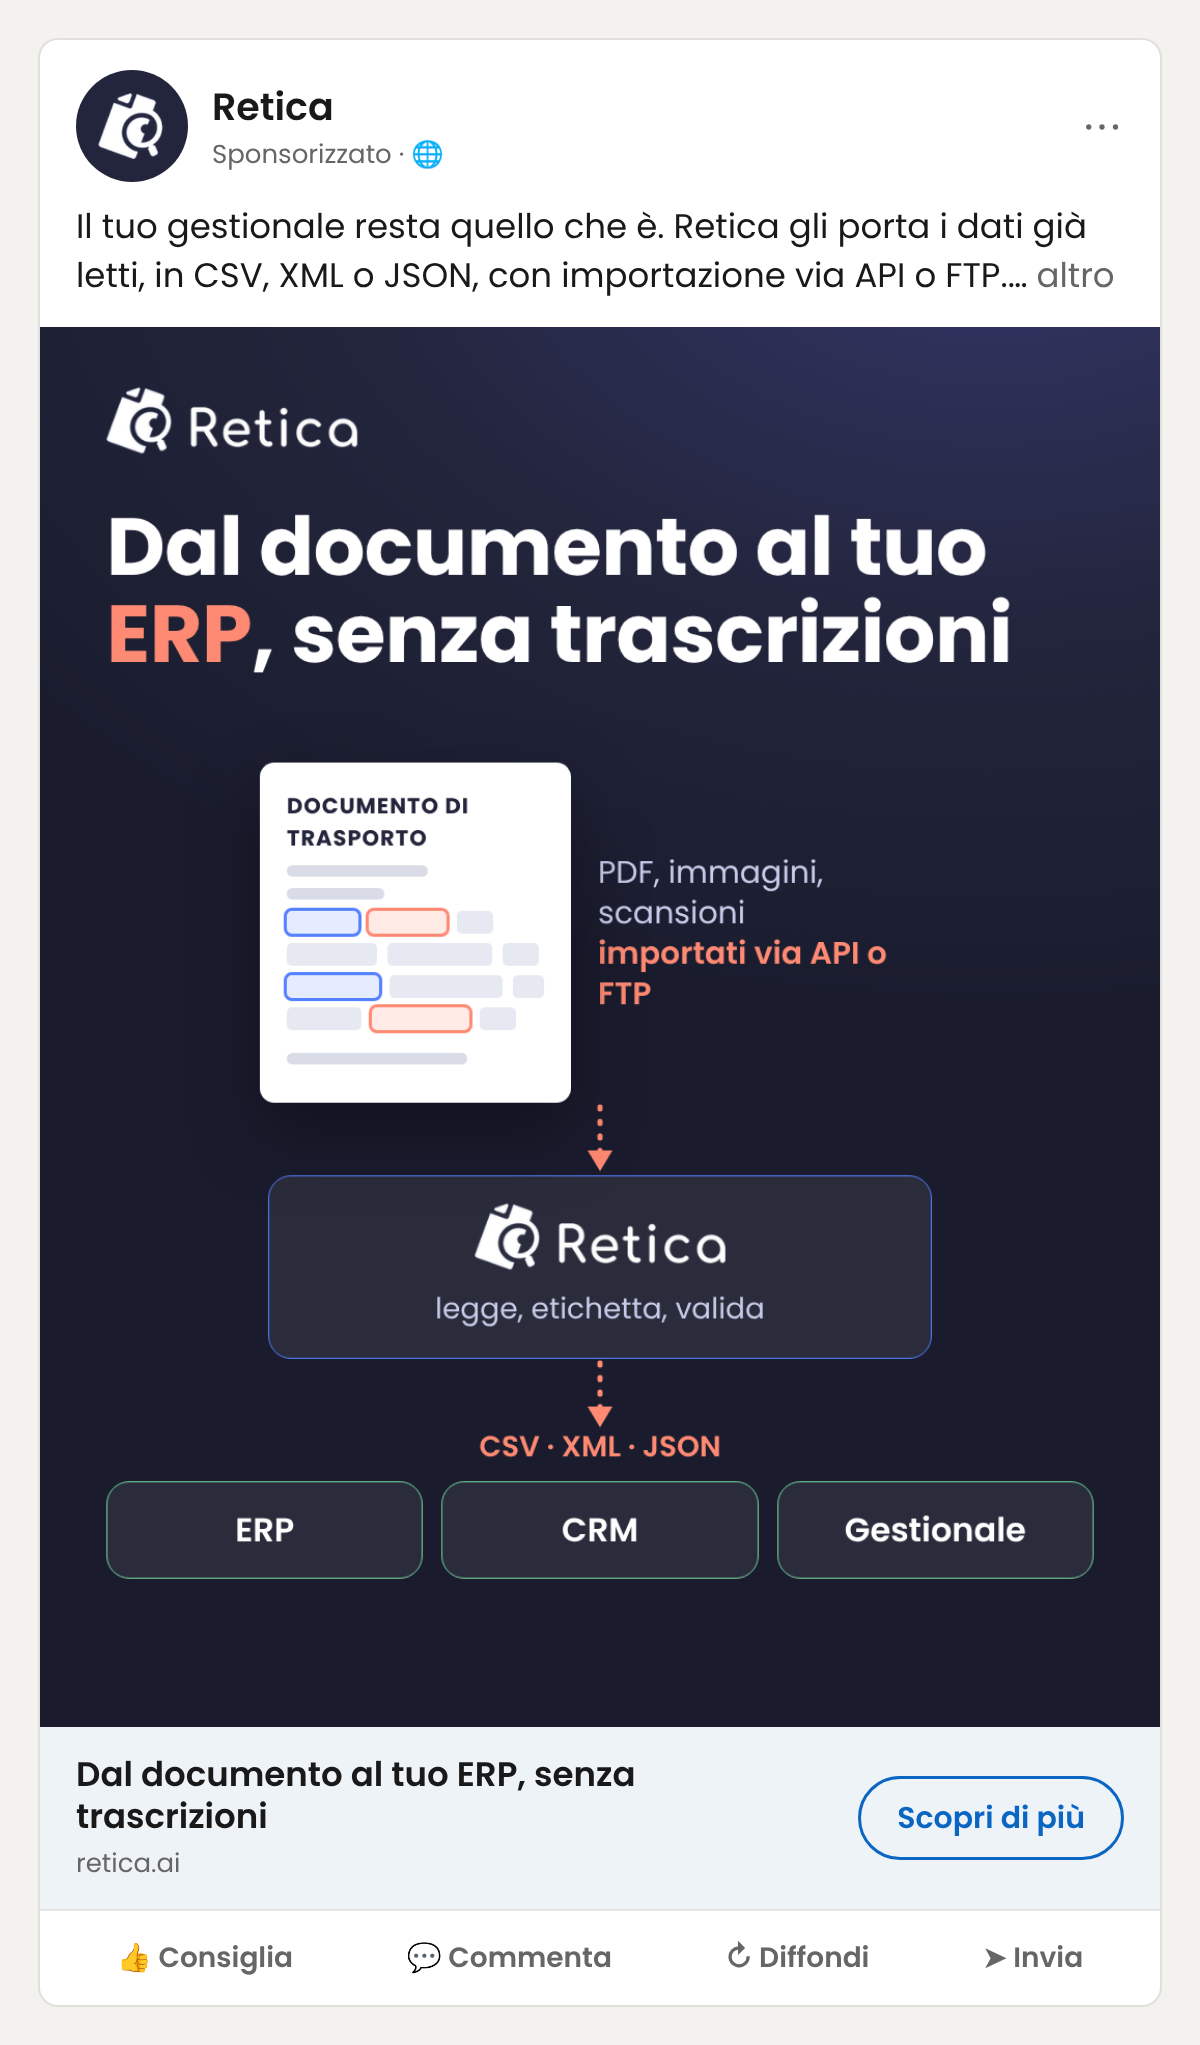 Retica
Sponsorizzato ·
Il tuo gestionale resta quello che è. Retica gli porta i dati già
letti, in CSV, XML o JSON, con importazione via API o FTP.... altro
Retica
Dal documento al tuo
ERP, senza trascrizioni
DOCUMENTO DI
TRASPORTO
PDF, immagini,
scansioni
importati via API o
FTP
Retica
legge, etichetta, valida
CSV · XML · JSON
ERP
CRM
Gestionale
Dal documento al tuo ERP, senza
trascrizioni
retica.ai
Scopri di più
Consiglia
Commenta
Diffondi
Invia